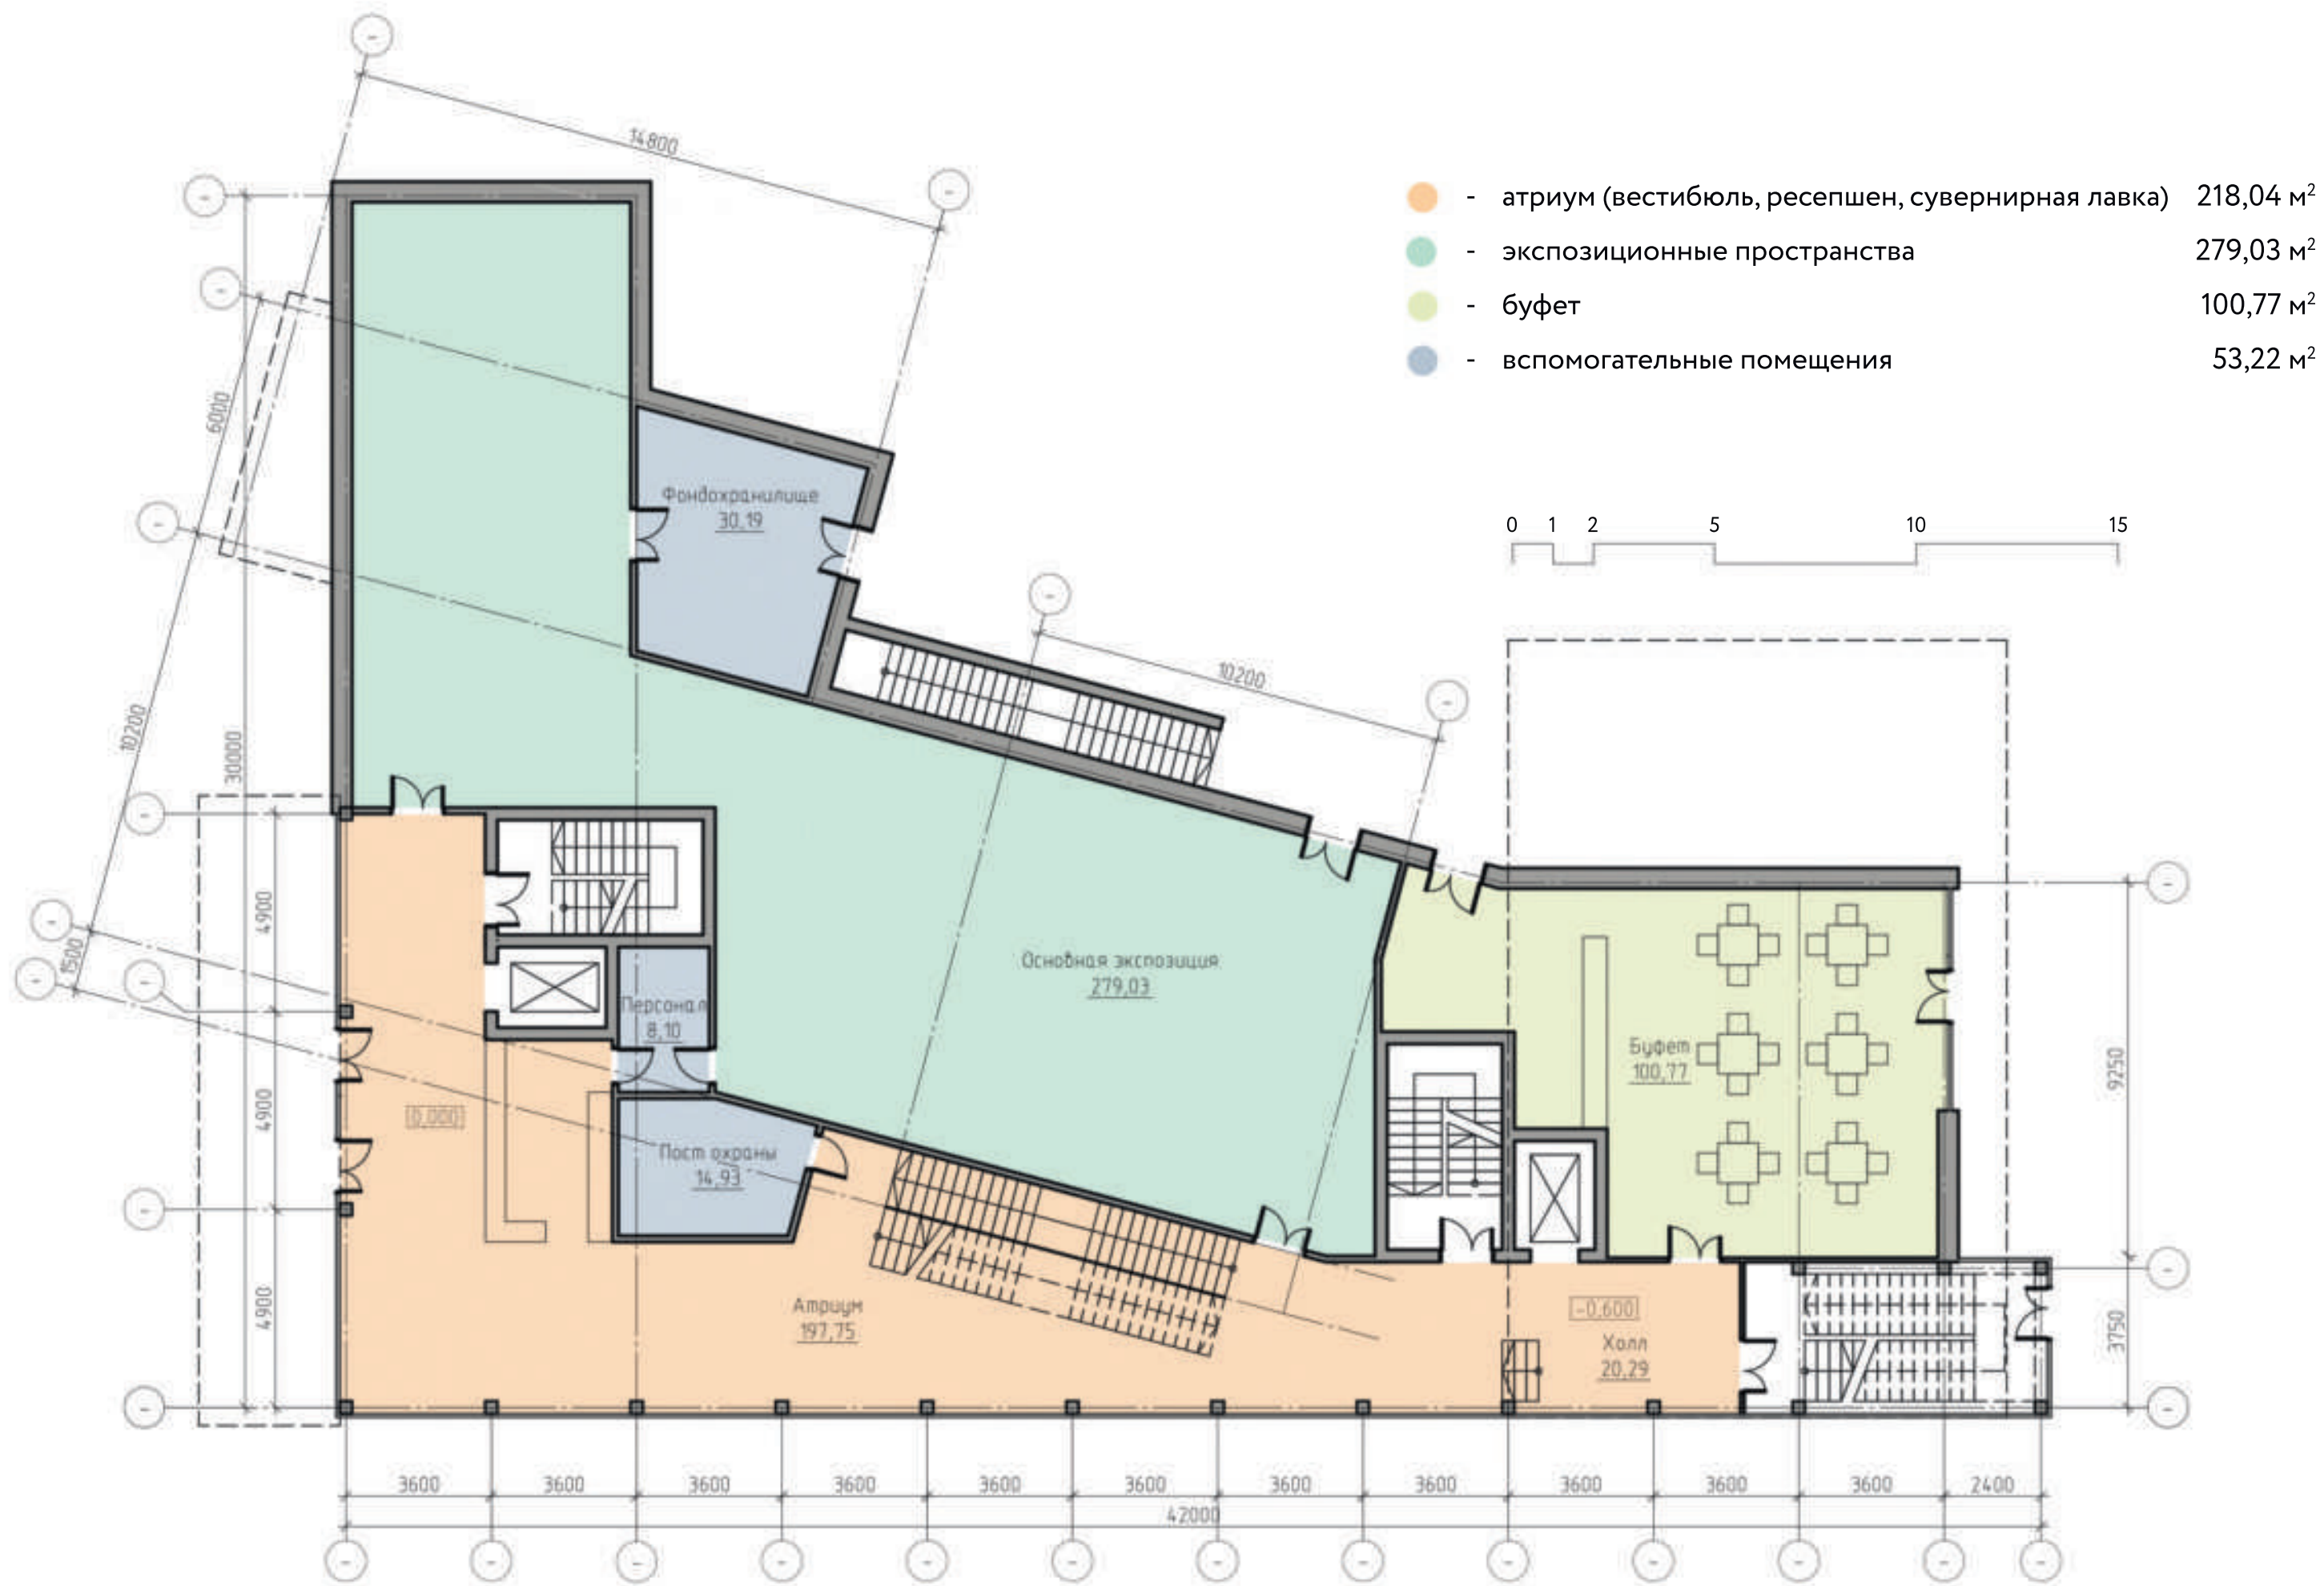 14800
- атриум (вестибюль, ресепшен, сувернирная лавка) 218,04 м²
- экспозиционные пространства 279,03 м²
- буфет 100,77 м²
- вспомогательные помещения 53,22 м²
6000
Фондохранилище
30,19
0 1 2 5 10 15
10200
10200
30000
4900
1500
Основная экспозиция
279,03
Персонал
8,10
Буфет
100,77
9250
4900
0,000
Пост охраны
14,93
4900
Атриум
197,75
-0,600
Холл
20,29
3750
3600 3600 3600 3600 3600 3600 3600 3600 3600 3600 3600 2400
42000